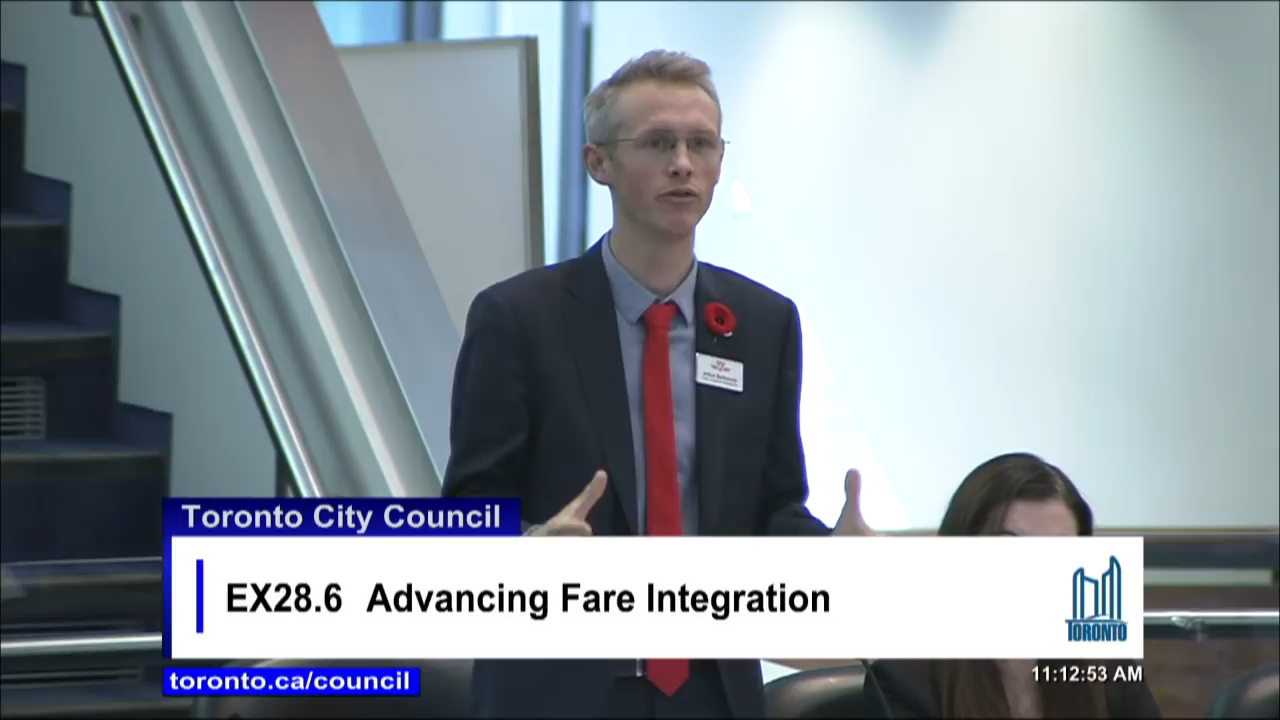 Toronto City Council
EX28.6 Advancing Fare Integration
TORONTO
toronto.ca/council
11:12:53 AM